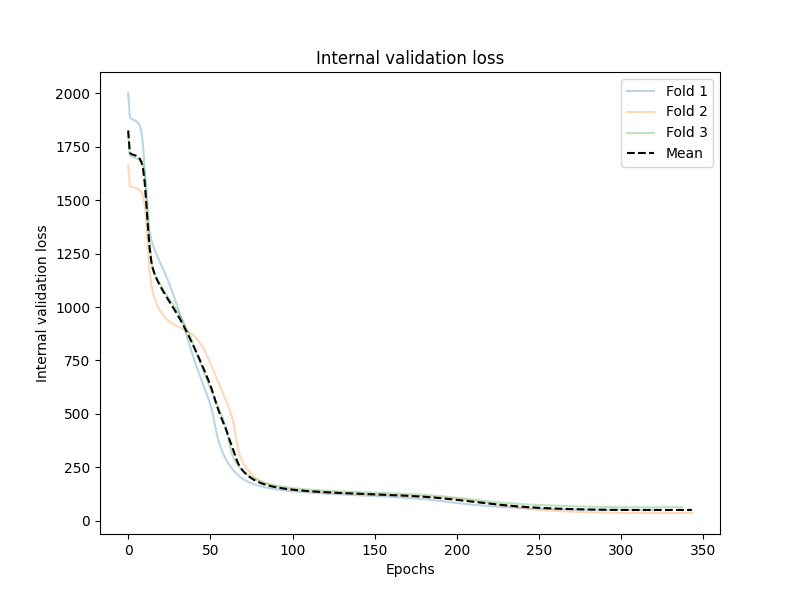 Internal validation loss
Fold 1
Fold 2
Fold 3
Mean
Internal validation loss
2000
1750
1500
1250
1000
750
500
250
0
0 50 100 150 200 250 300 350
Epochs